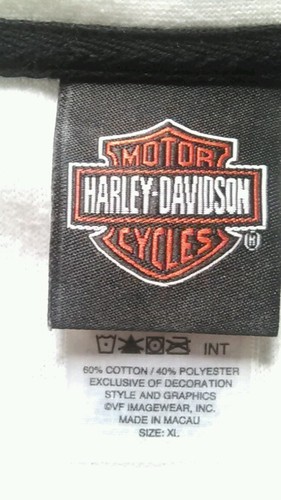 MOTOR
HARLEY-DAVIDSON
CYCLES
®
INT
60% COTTON / 40% POLYESTER
EXCLUSIVE OF DECORATION
STYLE AND GRAPHICS
©VF IMAGEWEAR, INC.
MADE IN MACAU
SIZE: XL